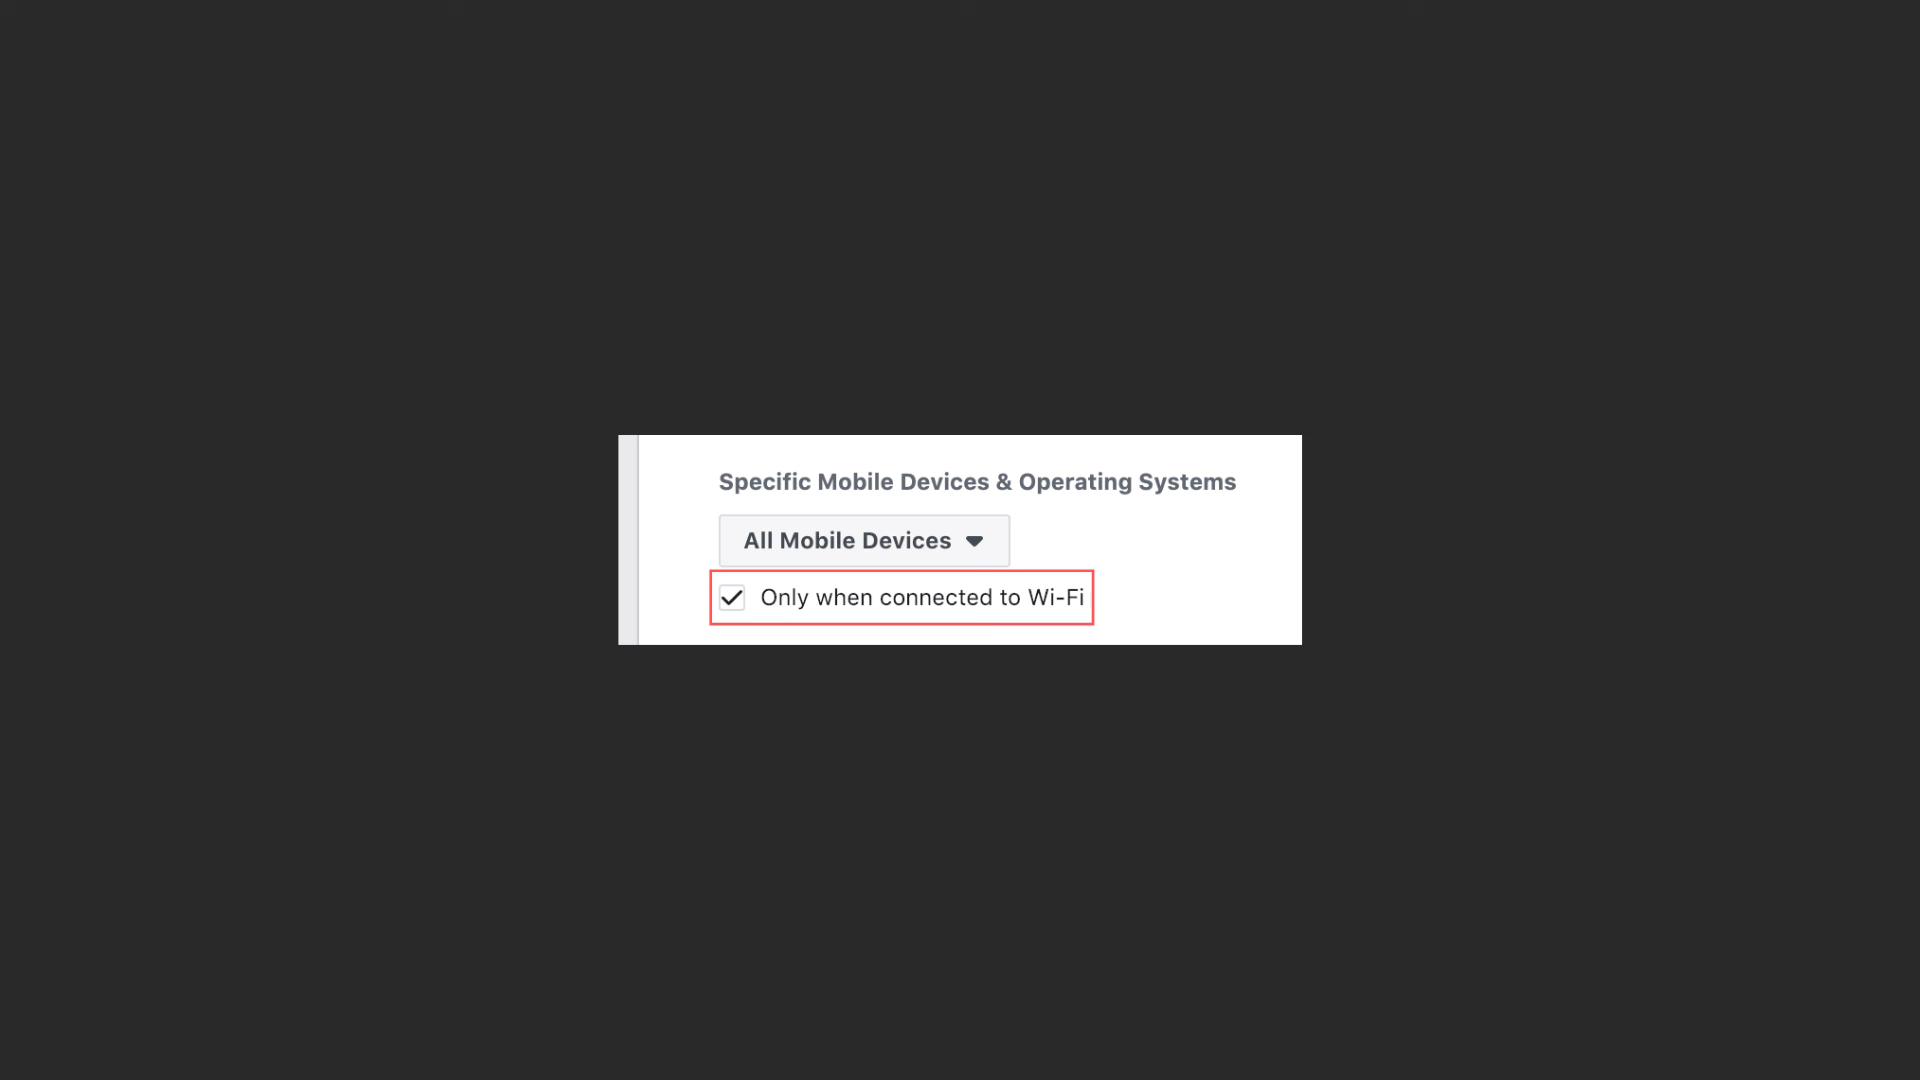 Specific Mobile Devices & Operating Systems
All Mobile Devices
Only when connected to Wi-Fi